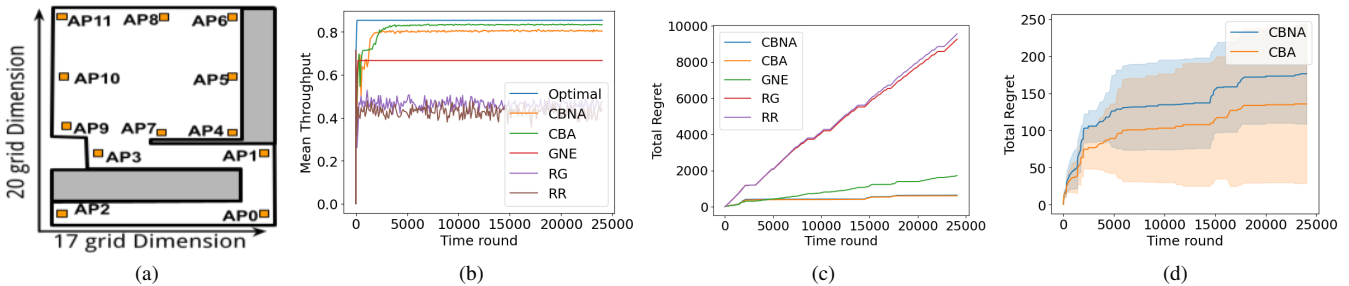 AP11
AP8
AP6
AP10
AP5
AP9
AP7
AP4
AP3
AP1
AP2
AP0
20 grid Dimension
17 grid Dimension
(a)
Mean Throughput
0.8
0.6
0.4
0.2
0.0
Optimal
CBNA
CBA
GNE
RG
RR
0 5000 10000 15000 20000 25000
Time round
(b)
Total Regret
10000
8000
6000
4000
2000
0
CBNA
CBA
GNE
RG
RR
0 5000 10000 15000 20000 25000
Time round
(c)
Total Regret
250
200
150
100
50
0
CBNA
CBA
0 5000 10000 15000 20000 25000
Time round
(d)